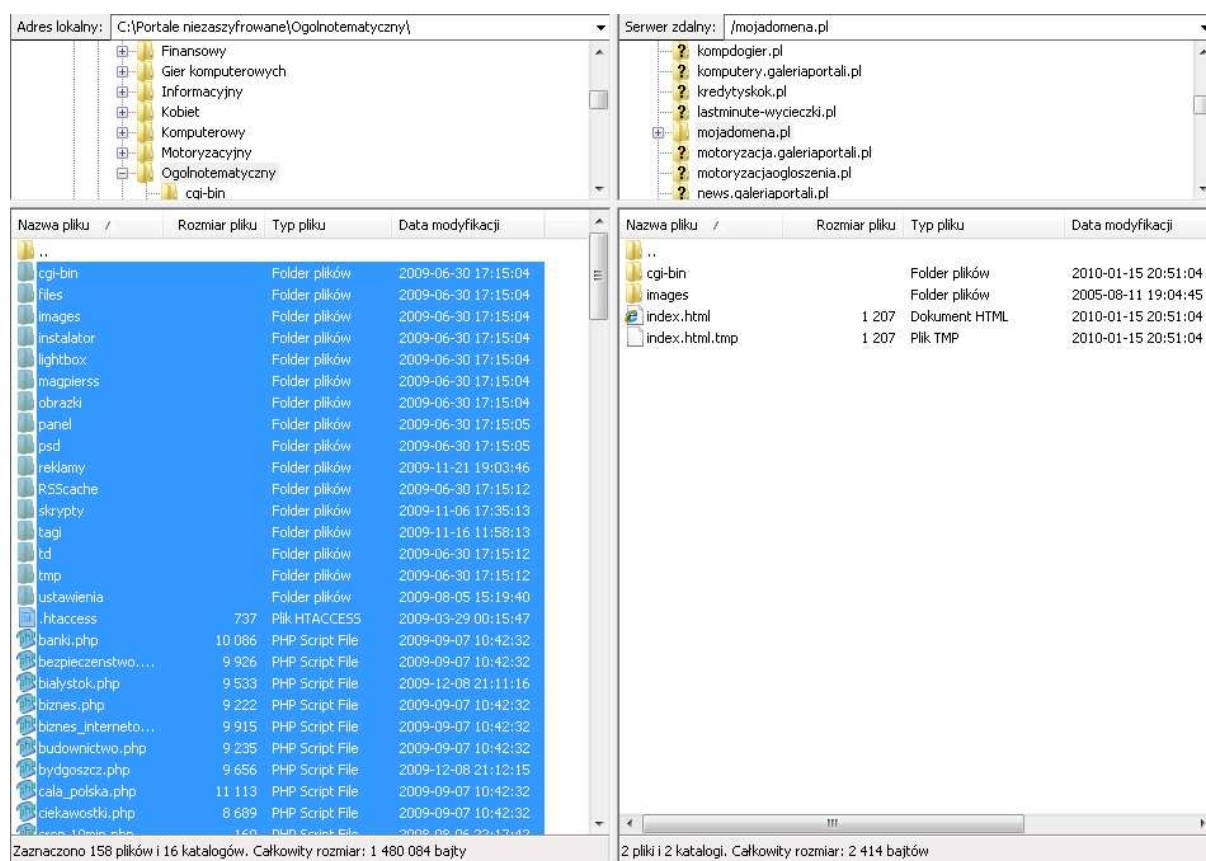 Adres lokalny: C:\Portale niezaszyfrowane\Ogolnotematyczny\
Finansowy
Gier komputerowych
Informacyjny
Kobiet
Komputerowy
Motoryzacyjny
Ogolnotematyczny
cgi-bin
Nazwa pliku / Rozmiar pliku Typ pliku Data modyfikacji
..
cgi-bin Folder plików 2009-06-30 17:15:04
files Folder plików 2009-06-30 17:15:04
images Folder plików 2009-06-30 17:15:04
instalator Folder plików 2009-06-30 17:15:04
lightbox Folder plików 2009-06-30 17:15:04
magpierss Folder plików 2009-06-30 17:15:04
obrazki Folder plików 2009-06-30 17:15:04
panel Folder plików 2009-06-30 17:15:05
psd Folder plików 2009-06-30 17:15:05
reklamy Folder plików 2009-11-21 19:03:46
RSScache Folder plików 2009-06-30 17:15:12
skrypty Folder plików 2009-11-06 17:35:13
tagi Folder plików 2009-11-16 11:58:13
td Folder plików 2009-06-30 17:15:12
tmp Folder plików 2009-06-30 17:15:12
ustawienia Folder plików 2009-08-05 15:19:40
.htaccess 737 Plik HTACCESS 2009-03-29 00:15:47
banki.php 10 086 PHP Script File 2009-09-07 10:42:32
bezpieczenstwo.... 9 926 PHP Script File 2009-09-07 10:42:32
bialystok.php 9 533 PHP Script File 2009-12-08 21:11:16
biznes.php 9 222 PHP Script File 2009-09-07 10:42:32
biznes_interneto... 9 915 PHP Script File 2009-09-07 10:42:32
budownictwo.php 9 235 PHP Script File 2009-09-07 10:42:32
bydgoszcz.php 9 656 PHP Script File 2009-12-08 21:12:15
cala_polska.php 11 113 PHP Script File 2009-09-07 10:42:32
ciekawostki.php 8 689 PHP Script File 2009-09-07 10:42:32
cron_10min.php 160 PHP Script File 2008-08-06 22:17:42
Zaznaczono 158 plików i 16 katalogów. Całkowity rozmiar: 1 480 084 bajty
Serwer zdalny: /mojadomena.pl
kompdogier.pl
komputery.galeriaportali.pl
kredytyskok.pl
lastminute-wycieczki.pl
mojadomena.pl
motoryzacja.galeriaportali.pl
motoryzacjaogloszenia.pl
news.galeriaportali.pl
Nazwa pliku / Rozmiar pliku Typ pliku Data modyfikacji
..
cgi-bin Folder plików 2010-01-15 20:51:04
images Folder plików 2005-08-11 19:04:45
index.html 1 207 Dokument HTML 2010-01-15 20:51:04
index.html.tmp 1 207 Plik TMP 2010-01-15 20:51:04
2 pliki i 2 katalogi. Całkowity rozmiar: 2 414 bajtów